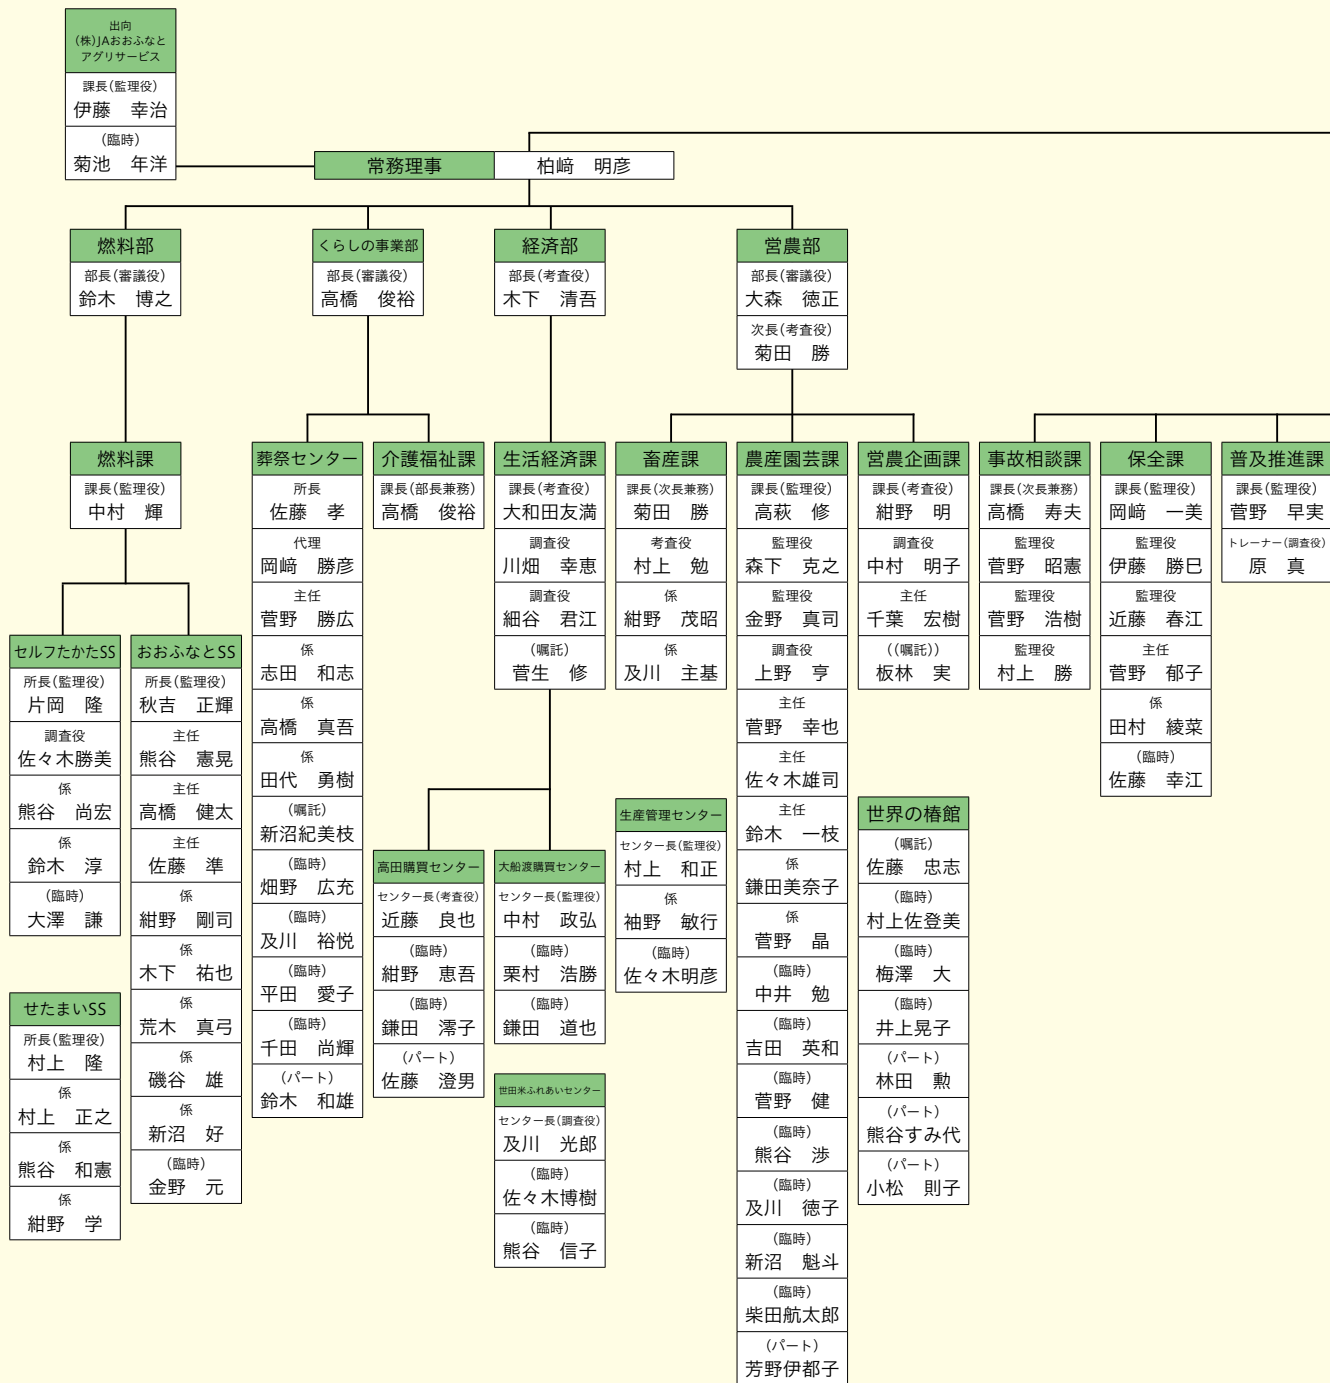 出向
(株)JAおおふなと
アグリサービス
課長(監理役)
伊藤　幸治
(臨時)
菊池　年洋
常務理事
柏﨑　明彦
燃料部
部長(審議役)
鈴木　博之
くらしの事業部
部長(審議役)
高橋　俊裕
経済部
部長(考査役)
木下　清吾
営農部
部長(審議役)
大森　徳正
次長(考査役)
菊田　勝
燃料課
課長(監理役)
中村　輝
セルフたかたSS
所長(監理役)
片岡　隆
調査役
佐々木勝美
係
熊谷　尚宏
係
鈴木　淳
(臨時)
大澤　謙
せたまいSS
所長(監理役)
村上　隆
係
村上　正之
係
熊谷　和憲
係
紺野　学
おおふなとSS
所長(監理役)
秋吉　正輝
主任
熊谷　憲晃
主任
高橋　健太
主任
佐藤　準
係
紺野　剛司
係
木下　祐也
係
荒木　真弓
係
磯谷　雄
係
新沼　好
(臨時)
金野　元
葬祭センター
所長
佐藤　孝
代理
岡﨑　勝彦
主任
菅野　勝広
係
志田　和志
係
高橋　真吾
係
田代　勇樹
(嘱託)
新沼紀美枝
(臨時)
畑野　広充
(臨時)
及川　裕悦
(臨時)
平田　愛子
(臨時)
千田　尚輝
(パート)
鈴木　和雄
介護福祉課
課長(部長兼務)
高橋　俊裕
生活経済課
課長(考査役)
大和田友満
調査役
川畑　幸恵
調査役
細谷　君江
(嘱託)
菅生　修
高田購買センター
センター長(考査役)
近藤　良也
(臨時)
紺野　恵吾
(臨時)
鎌田　澪子
(パート)
佐藤　澄男
大船渡購買センター
センター長(監理役)
中村　政弘
(臨時)
栗村　浩勝
(臨時)
鎌田　道也
世田米ふれあいセンター
センター長(調査役)
及川　光郎
(臨時)
佐々木博樹
(臨時)
熊谷　信子
畜産課
課長(次長兼務)
菊田　勝
考査役
村上　勉
係
紺野　茂昭
係
及川　主基
生産管理センター
センター長(監理役)
村上　和正
係
袖野　敏行
(臨時)
佐々木明彦
農産園芸課
課長(監理役)
高萩　修
監理役
森下　克之
監理役
金野　真司
調査役
上野　亨
主任
菅野　幸也
主任
佐々木雄司
主任
鈴木　一枝
係
鎌田美奈子
係
菅野　晶
(臨時)
中井　勉
(臨時)
吉田　英和
(臨時)
菅野　健
(臨時)
熊谷　渉
(臨時)
及川　徳子
(臨時)
新沼　魁斗
(臨時)
柴田航太郎
(パート)
芳野伊都子
営農企画課
課長(考査役)
紺野　明
調査役
中村　明子
主任
千葉　宏樹
((嘱託))
板林　実
世界の椿館
(嘱託)
佐藤　忠志
(臨時)
村上佐登美
(臨時)
梅澤　大
(臨時)
井上晃子
(パート)
林田　勲
(パート)
熊谷すみ代
(パート)
小松　則子
事故相談課
課長(次長兼務)
高橋　寿夫
監理役
菅野　昭憲
監理役
菅野　浩樹
監理役
村上　勝
保全課
課長(監理役)
岡﨑　一美
監理役
伊藤　勝巳
監理役
近藤　春江
主任
菅野　郁子
係
田村　綾菜
(臨時)
佐藤　幸江
普及推進課
課長(監理役)
菅野　早実
トレーナー(調査役)
原　真